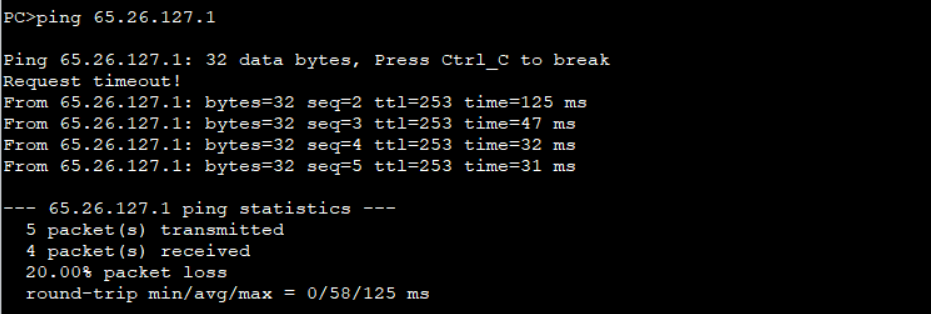 PC>ping 65.26.127.1
Ping 65.26.127.1: 32 data bytes, Press Ctrl_C to break
Request timeout!
From 65.26.127.1: bytes=32 seq=2 ttl=253 time=125 ms
From 65.26.127.1: bytes=32 seq=3 ttl=253 time=47 ms
From 65.26.127.1: bytes=32 seq=4 ttl=253 time=32 ms
From 65.26.127.1: bytes=32 seq=5 ttl=253 time=31 ms
--- 65.26.127.1 ping statistics ---
5 packet(s) transmitted
4 packet(s) received
20.00% packet loss
round-trip min/avg/max = 0/58/125 ms